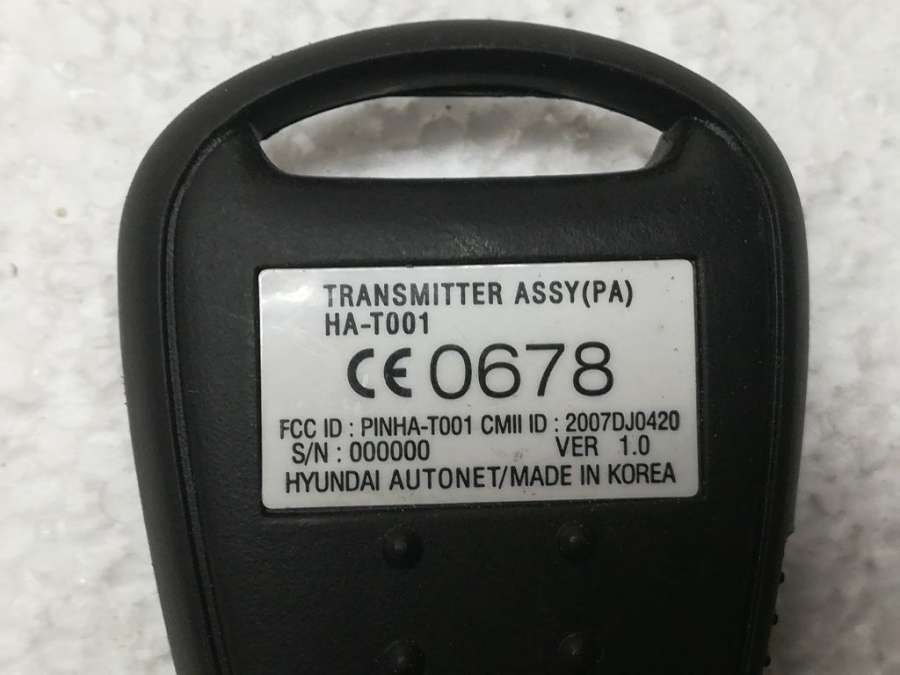 TRANSMITTER ASSY(PA)
HA-T001
CE 0678
FCC ID : PINHA-T001 CMII ID : 2007DJ0420
S/N : 000000 VER 1.0
HYUNDAI AUTONET/MADE IN KOREA